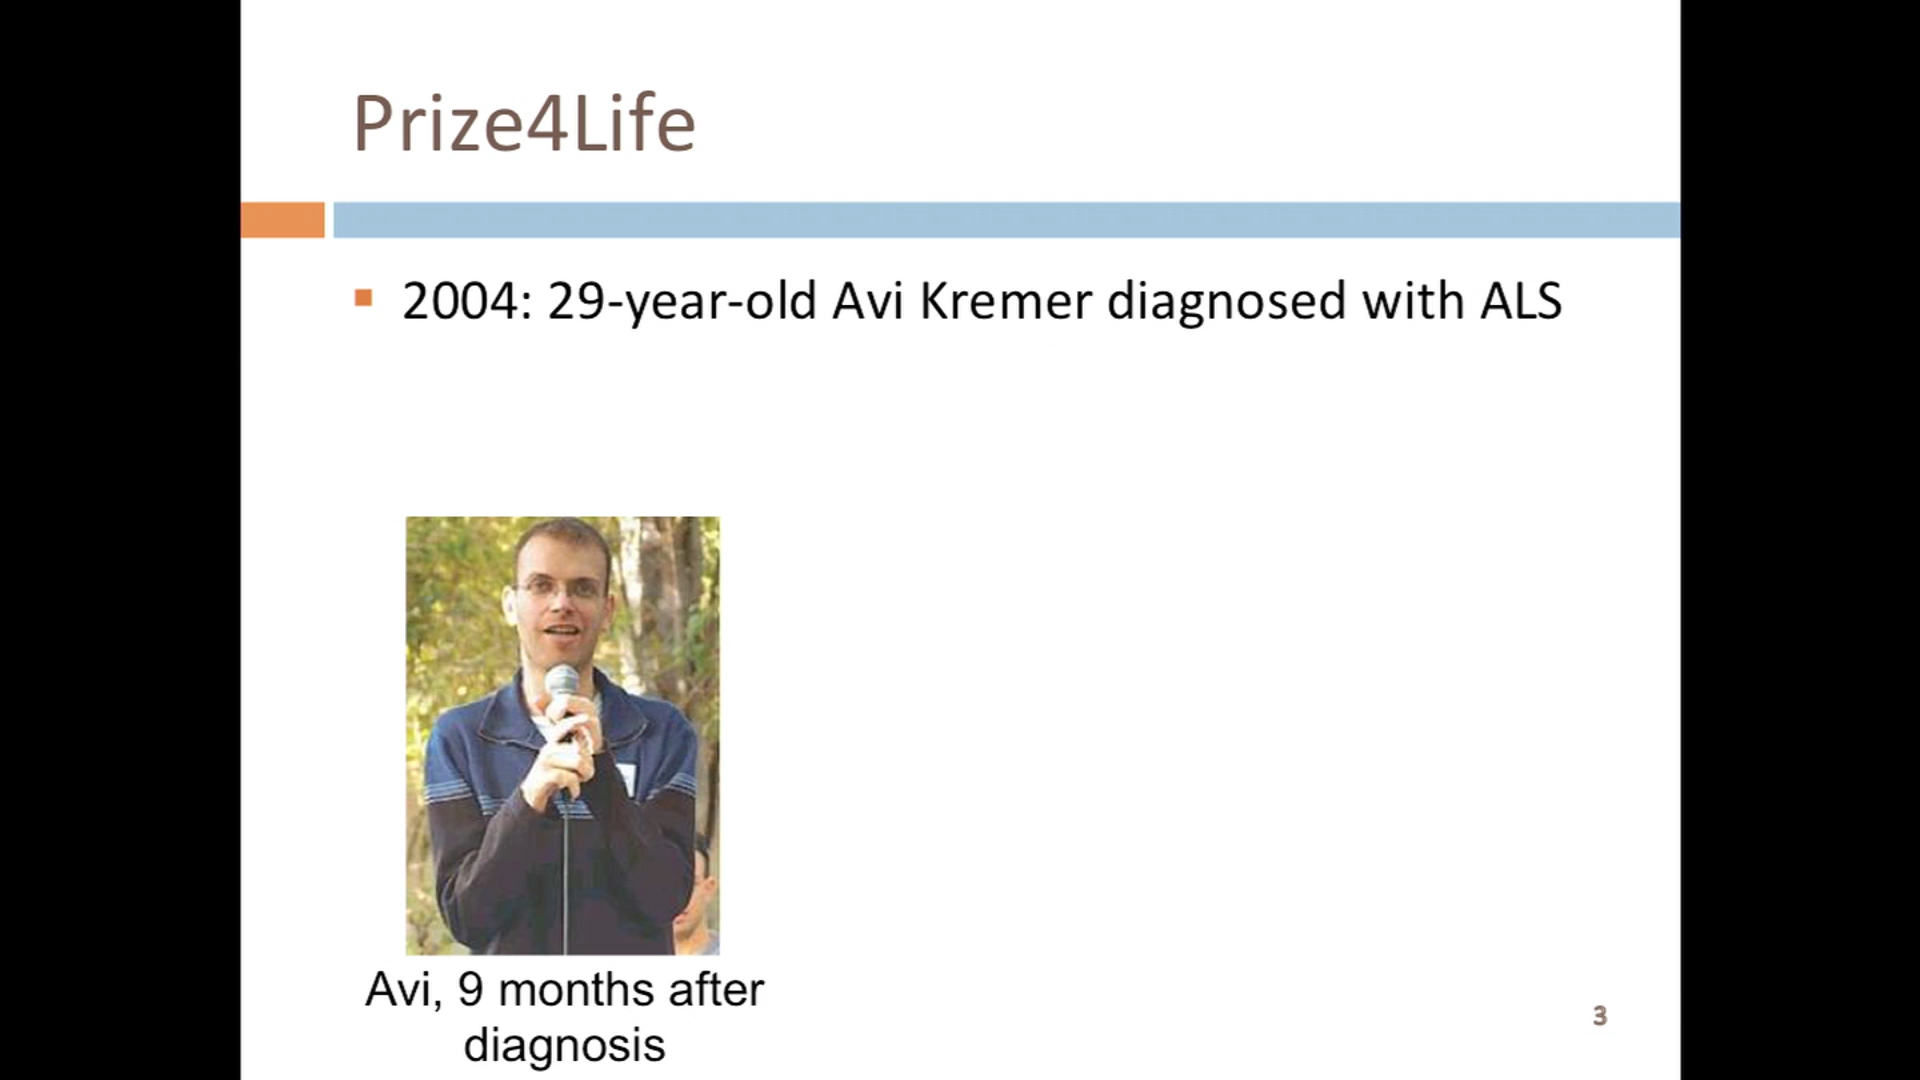 Prize4Life
2004: 29-year-old Avi Kremer diagnosed with ALS
Avi, 9 months after
diagnosis
3